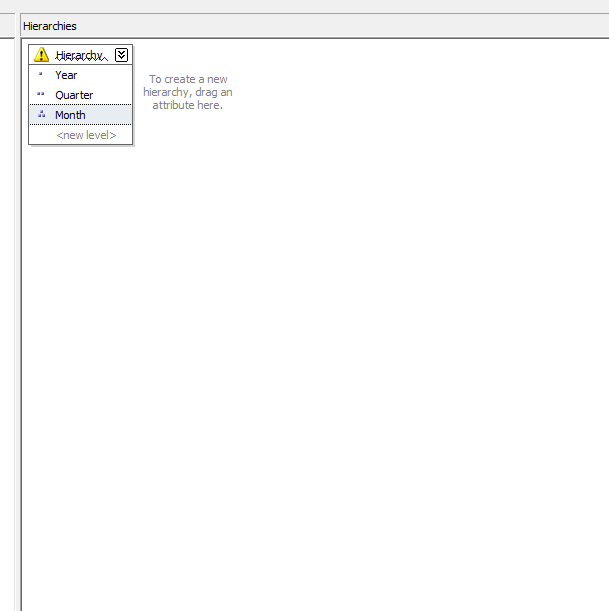 Hierarchies
Hierarchy
Year
Quarter
Month
<new level>
To create a new
hierarchy, drag an
attribute here.